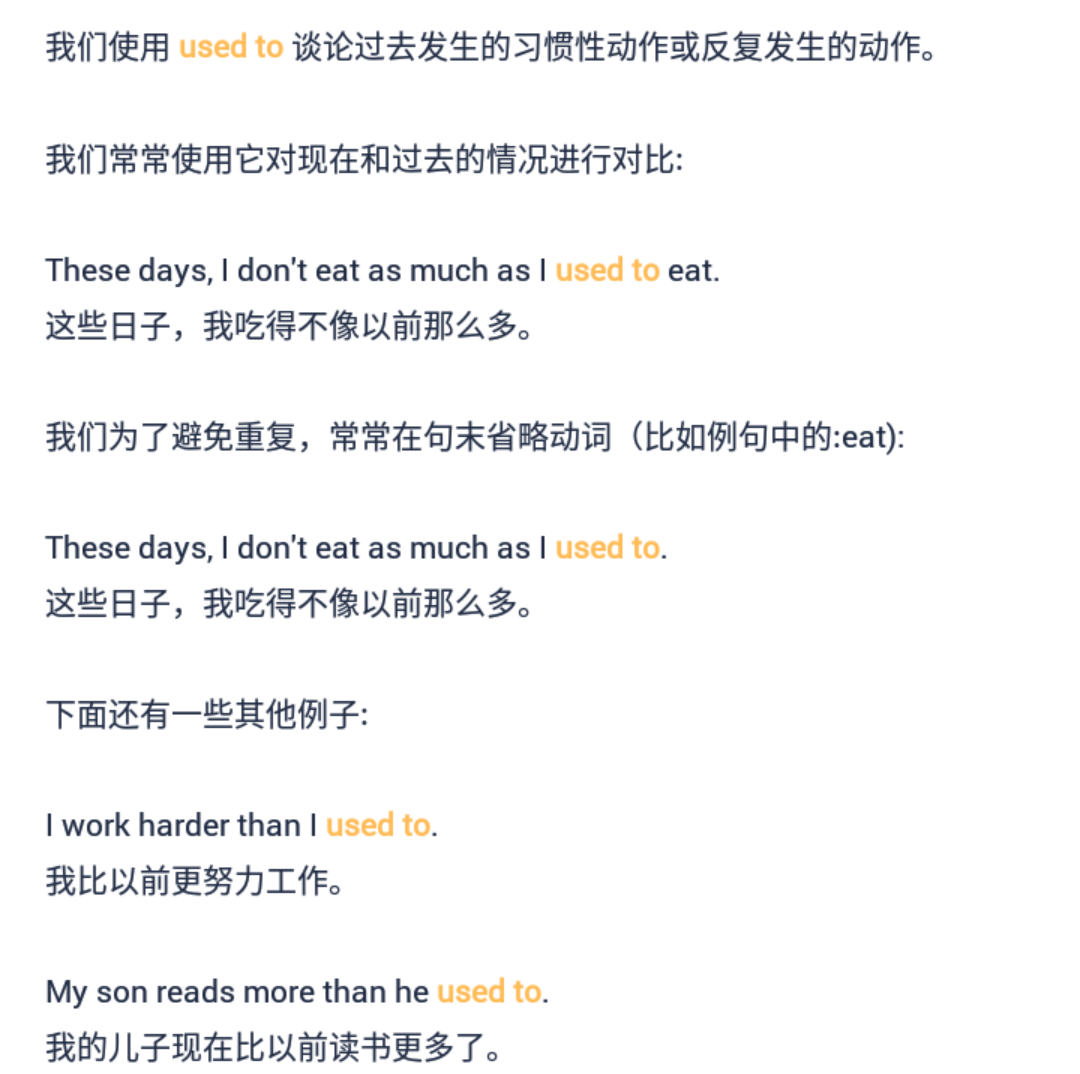 我们使用 used to 谈论过去发生的习惯性动作或反复发生的动作。
我们常常使用它对现在和过去的情况进行对比:
These days, I don't eat as much as I used to eat.
这些日子，我吃得不像以前那么多。
我们为了避免重复，常常在句末省略动词（比如例句中的:eat):
These days, I don't eat as much as I used to.
这些日子，我吃得不像以前那么多。
下面还有一些其他例子:
I work harder than I used to.
我比以前更努力工作。
My son reads more than he used to.
我的儿子现在比以前读书更多了。